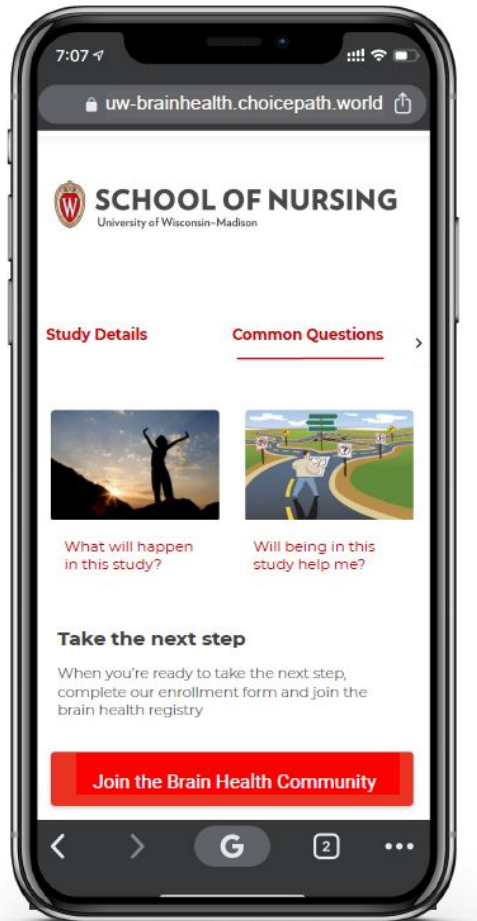 7:07
uw-brainhealth.choicepath.world
W
SCHOOL OF NURSING
University of Wisconsin-Madison
Study Details
Common Questions
What will happen
in this study?
Will being in this
study help me?
Take the next step
When you're ready to take the next step,
complete our enrollment form and join the
brain health registry
Join the Brain Health Community
G
2